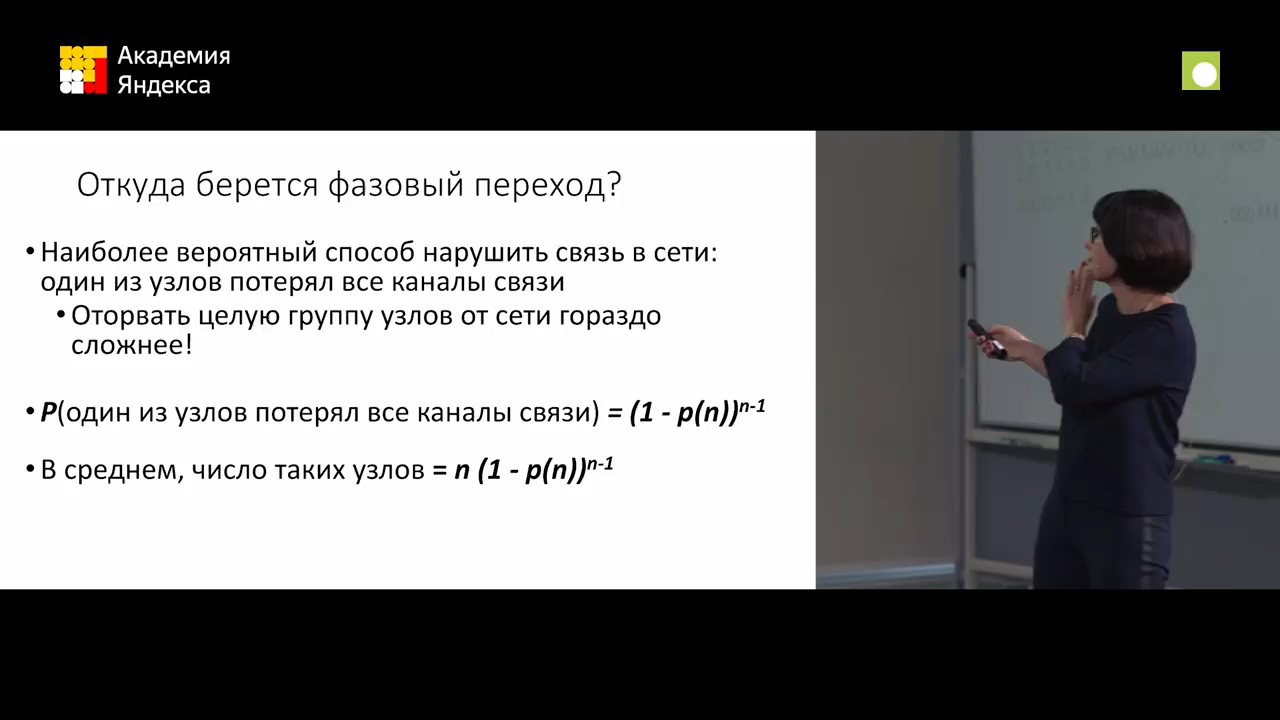 Академия
Яндекса
Откуда берется фазовый переход?
• Наиболее вероятный способ нарушить связь в сети:
один из узлов потерял все каналы связи
• Оторвать целую группу узлов от сети гораздо
сложнее!
• P(один из узлов потерял все каналы связи) = (1 - p(n))ⁿ⁻¹
• В среднем, число таких узлов = n (1 - p(n))ⁿ⁻¹